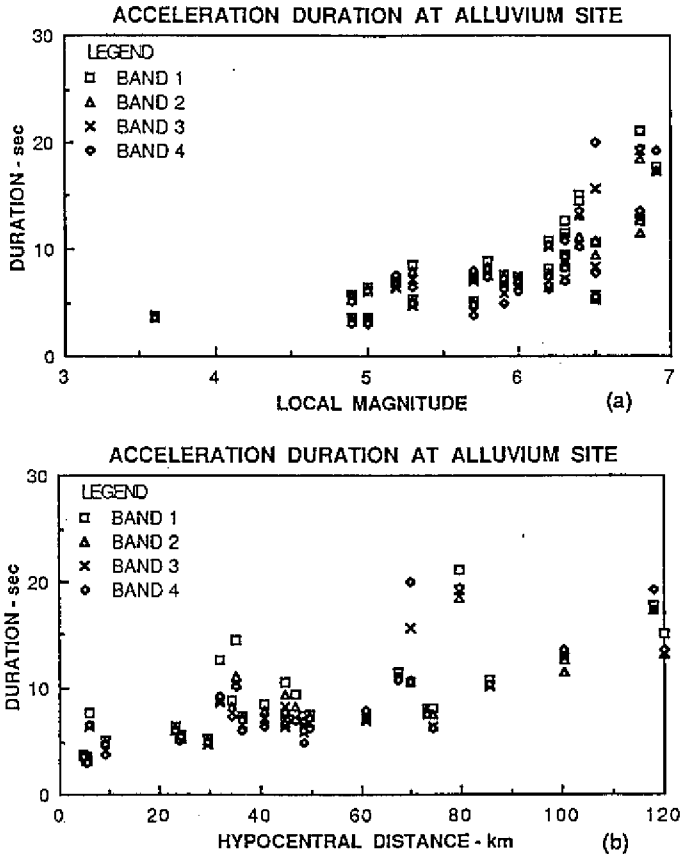 ACCELERATION DURATION AT ALLUVIUM SITE
30
LEGEND
BAND 1
BAND 2
BAND 3
BAND 4
20
10
0
DURATION - sec
3 4 5 6 7
LOCAL MAGNITUDE (a)
ACCELERATION DURATION AT ALLUVIUM SITE
30
LEGEND
BAND 1
BAND 2
BAND 3
BAND 4
20
10
0
DURATION - sec
0 20 40 60 80 100 120
HYPOCENTRAL DISTANCE - km (b)